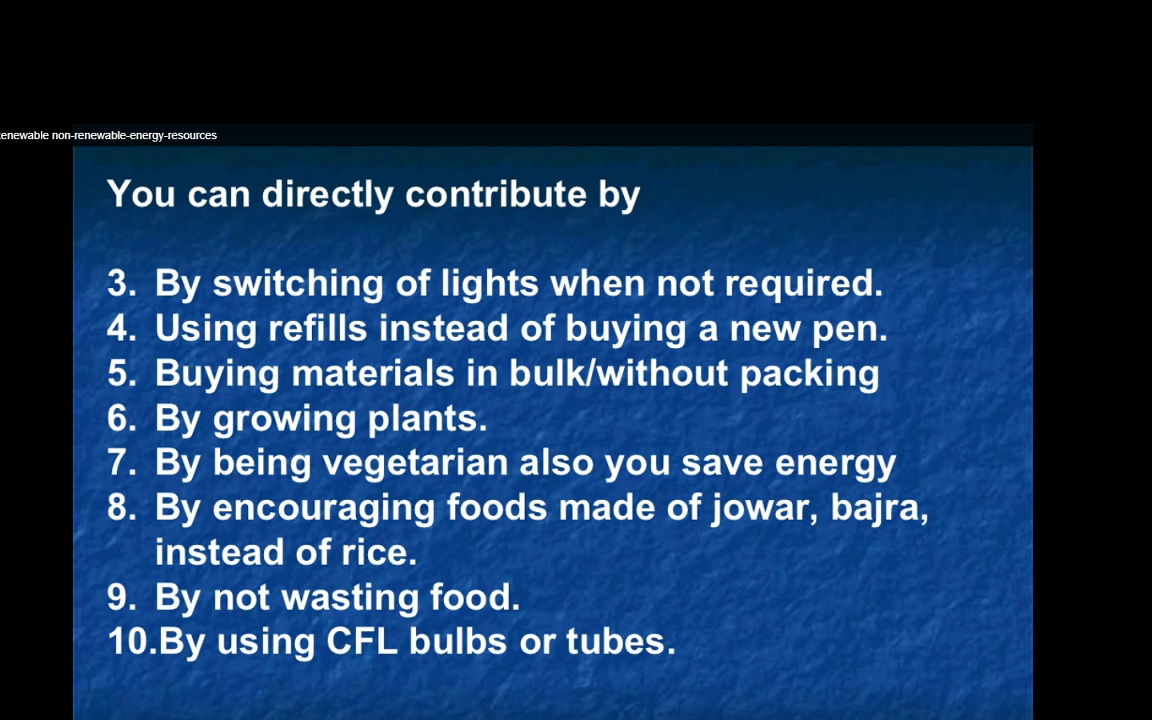 enewable non-renewable-energy-resources
You can directly contribute by
3. By switching of lights when not required.
4. Using refills instead of buying a new pen.
5. Buying materials in bulk/without packing
6. By growing plants.
7. By being vegetarian also you save energy
8. By encouraging foods made of jowar, bajra,
instead of rice.
9. By not wasting food.
10.By using CFL bulbs or tubes.